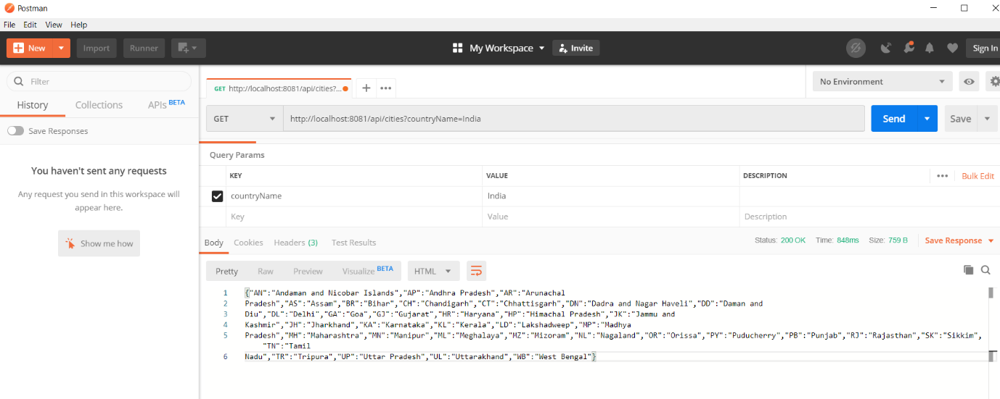 Postman
File Edit View Help
New Import Runner My Workspace Invite Sign In
Filter
History Collections APIs BETA
Save Responses
You haven't sent any requests
Any request you send in this workspace will
appear here.
Show me how
GET http://localhost:8081/api/cities?... + ••• No Environment
GET http://localhost:8081/api/cities?countryName=India Send Save
Query Params
KEY VALUE DESCRIPTION ••• Bulk Edit
countryName India
Key Value Description
Body Cookies Headers (3) Test Results Status: 200 OK Time: 848ms Size: 759 B Save Response
Pretty Raw Preview Visualize BETA HTML
1 {"AN":"Andaman and Nicobar Islands","AP":"Andhra Pradesh","AR":"Arunachal
2 Pradesh","AS":"Assam","BR":"Bihar","CH":"Chandigarh","CT":"Chhattisgarh","DN":"Dadra and Nagar Haveli","DD":"Daman and
3 Diu","DL":"Delhi","GA":"Goa","GJ":"Gujarat","HR":"Haryana","HP":"Himachal Pradesh","JK":"Jammu and
4 Kashmir","JH":"Jharkhand","KA":"Karnataka","KL":"Kerala","LD":"Lakshadweep","MP":"Madhya
5 Pradesh","MH":"Maharashtra","MN":"Manipur","ML":"Meghalaya","MZ":"Mizoram","NL":"Nagaland","OR":"Orissa","PY":"Puducherry","PB":"Punjab","RJ":"Rajasthan","SK":"Sikkim",
"TN":"Tamil
6 Nadu","TR":"Tripura","UP":"Uttar Pradesh","UL":"Uttarakhand","WB":"West Bengal"}